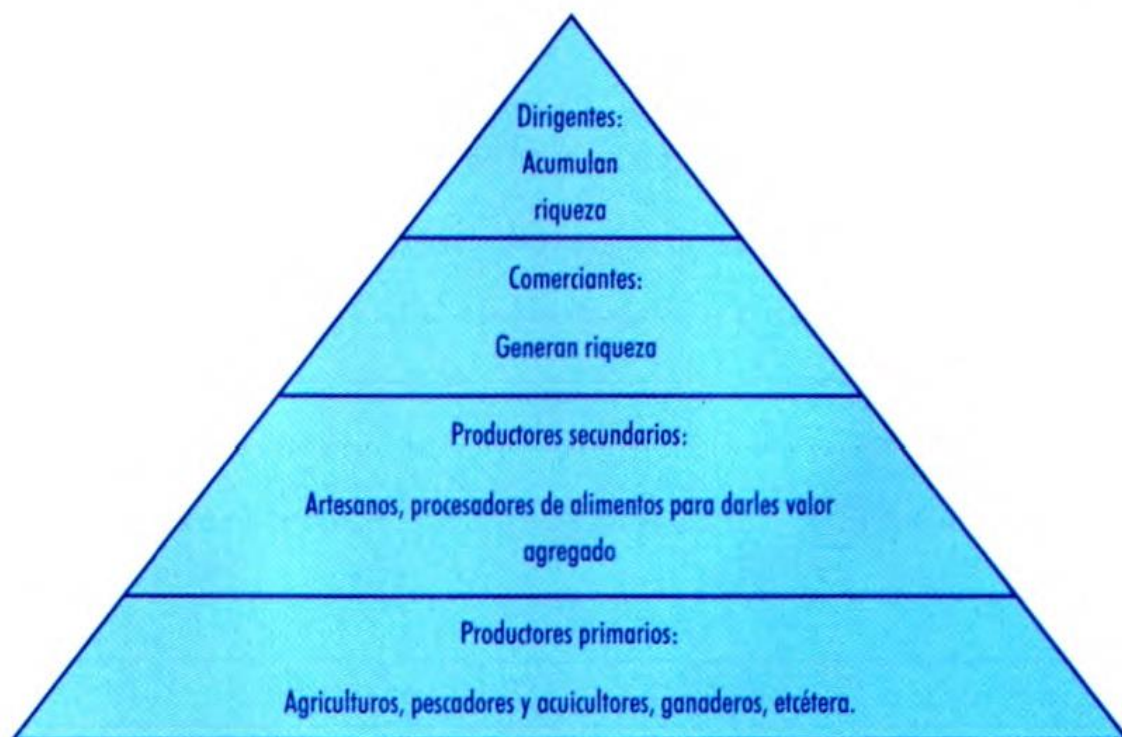 Dirigentes:
Acumulan
riqueza
Comerciantes:
Generan riqueza
Productores secundarios:
Artesanos, procesadores de alimentos para darles valor
agregado
Productores primarios:
Agriculturos, pescadores y acuicultores, ganaderos, etcétera.